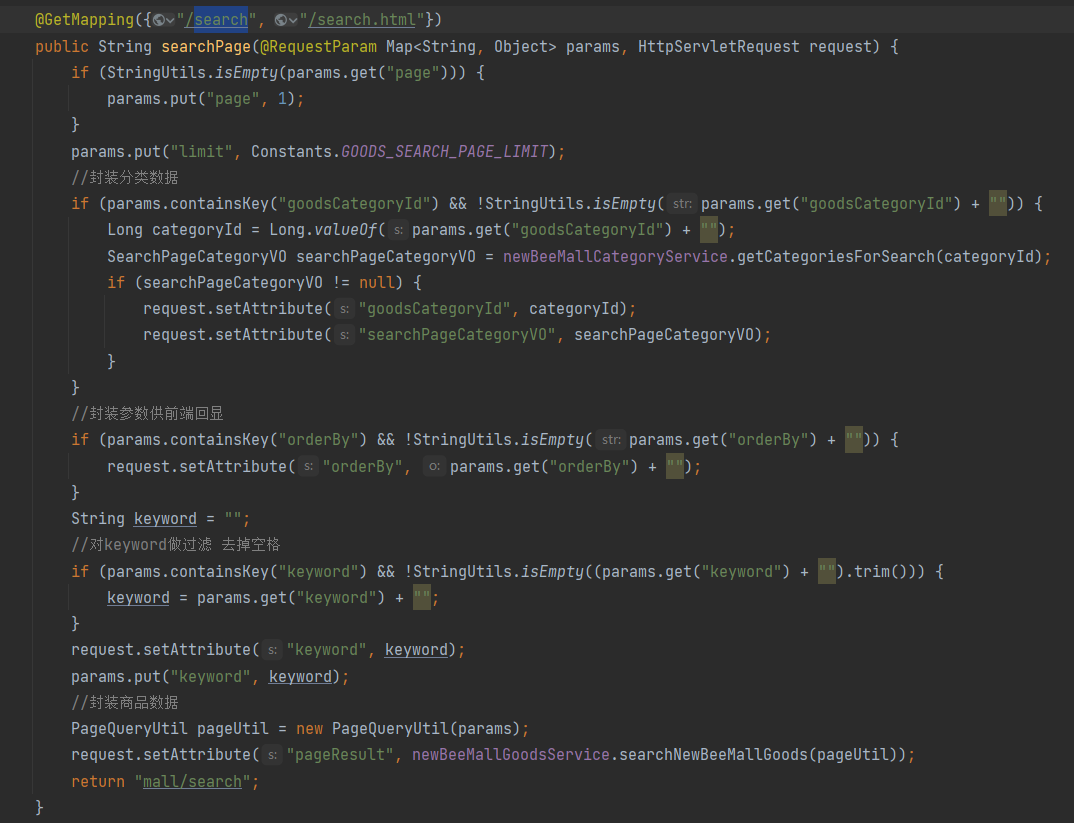 @GetMapping({"/search", "/search.html"})
public String searchPage(@RequestParam Map<String, Object> params, HttpServletRequest request) {
    if (StringUtils.isEmpty(params.get("page"))) {
        params.put("page", 1);
    }
    params.put("limit", Constants.GOODS_SEARCH_PAGE_LIMIT);
    //封装分类数据
    if (params.containsKey("goodsCategoryId") && !StringUtils.isEmpty( str: params.get("goodsCategoryId") + "")) {
        Long categoryId = Long.valueOf( s: params.get("goodsCategoryId") + "");
        SearchPageCategoryVO searchPageCategoryVO = newBeeMallCategoryService.getCategoriesForSearch(categoryId);
        if (searchPageCategoryVO != null) {
            request.setAttribute( s: "goodsCategoryId", categoryId);
            request.setAttribute( s: "searchPageCategoryVO", searchPageCategoryVO);
        }
    }
    //封装参数供前端回显
    if (params.containsKey("orderBy") && !StringUtils.isEmpty( str: params.get("orderBy") + "")) {
        request.setAttribute( s: "orderBy", o: params.get("orderBy") + "");
    }
    String keyword = "";
    //对keyword做过滤 去掉空格
    if (params.containsKey("keyword") && !StringUtils.isEmpty((params.get("keyword") + "").trim())) {
        keyword = params.get("keyword") + "";
    }
    request.setAttribute( s: "keyword", keyword);
    params.put("keyword", keyword);
    //封装商品数据
    PageQueryUtil pageUtil = new PageQueryUtil(params);
    request.setAttribute( s: "pageResult", newBeeMallGoodsService.searchNewBeeMallGoods(pageUtil));
    return "mall/search";
}